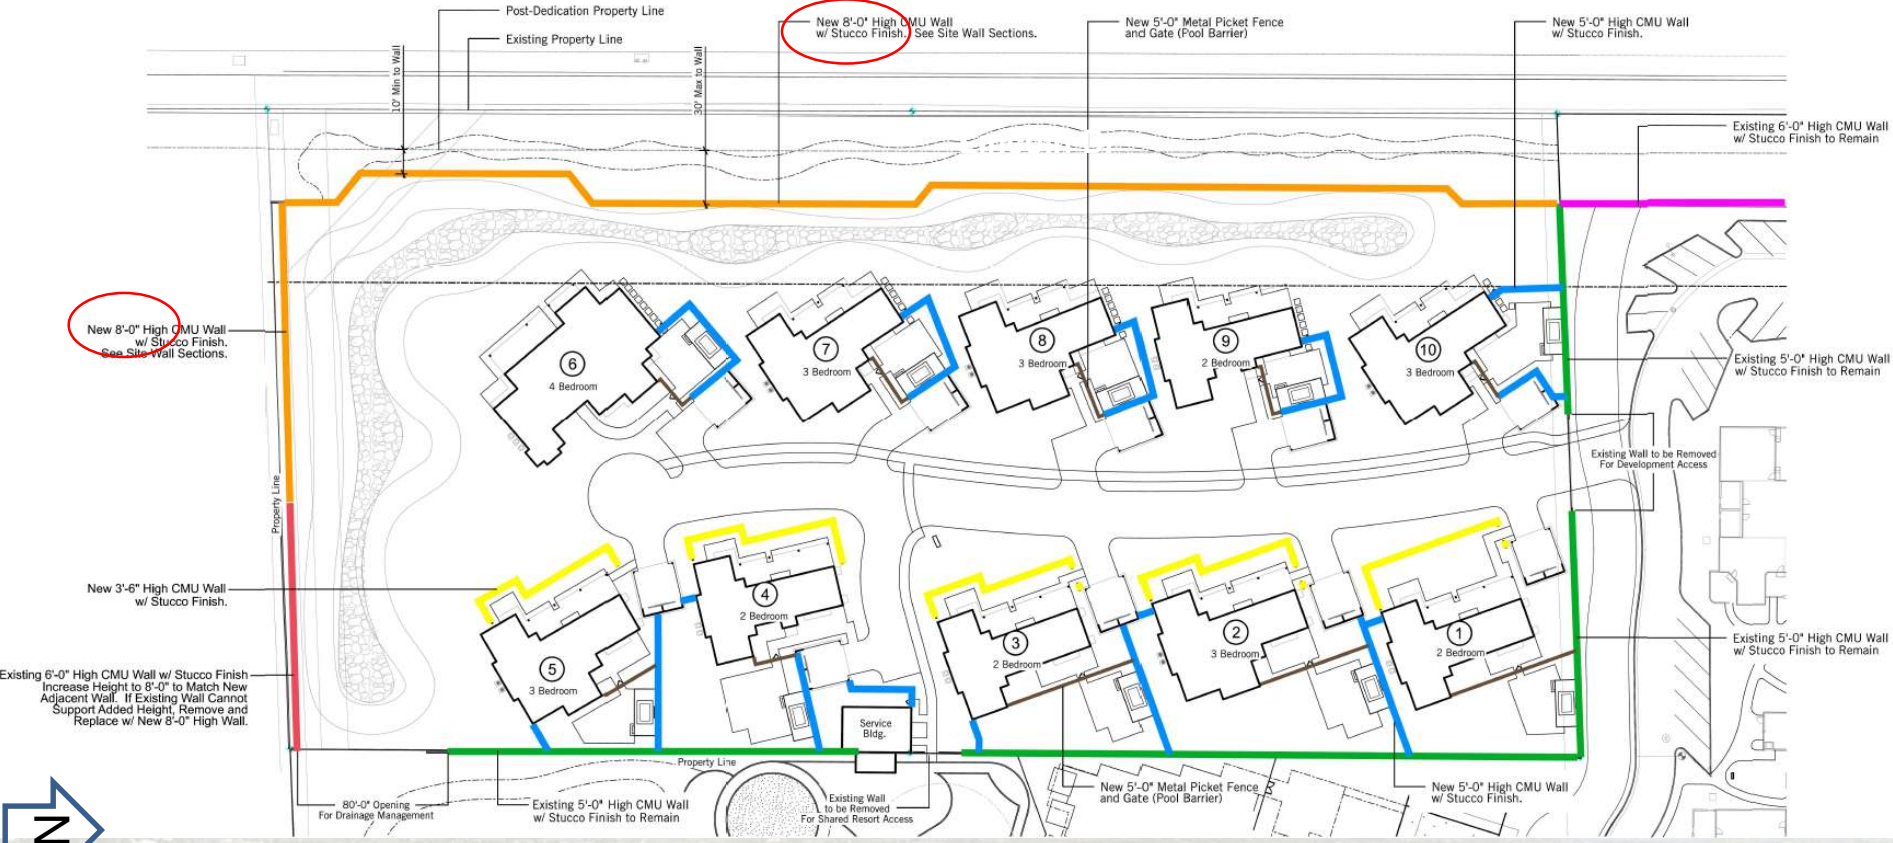 Post-Dedication Property Line
Existing Property Line
New 8'-0" High CMU Wall
w/ Stucco Finish. See Site Wall Sections.
New 5'-0" Metal Picket Fence
and Gate (Pool Barrier)
New 5'-0" High CMU Wall
w/ Stucco Finish.
10' Min to Wall
30' Max to Wall
Existing 6'-0" High CMU Wall
w/ Stucco Finish to Remain
New 8'-0" High CMU Wall
w/ Stucco Finish.
See Site Wall Sections.
6
4 Bedroom
7
3 Bedroom
8
3 Bedroom
9
2 Bedroom
10
3 Bedroom
Existing 5'-0" High CMU Wall
w/ Stucco Finish to Remain
Existing Wall to be Removed
For Development Access
Property Line
New 3'-6" High CMU Wall
w/ Stucco Finish.
5
3 Bedroom
4
2 Bedroom
3
2 Bedroom
2
3 Bedroom
1
2 Bedroom
Existing 5'-0" High CMU Wall
w/ Stucco Finish to Remain
Existing 6'-0" High CMU Wall w/ Stucco Finish
Increase Height to 8'-0" to Match New
Adjacent Wall. If Existing Wall Cannot
Support Added Height, Remove and
Replace w/ New 8'-0" High Wall.
Service
Bldg.
Property Line
80'-0" Opening
For Drainage Management
Existing 5'-0" High CMU Wall
w/ Stucco Finish to Remain
Existing Wall
to be Removed
For Shared Resort Access
New 5'-0" Metal Picket Fence
and Gate (Pool Barrier)
New 5'-0" High CMU Wall
w/ Stucco Finish.
N